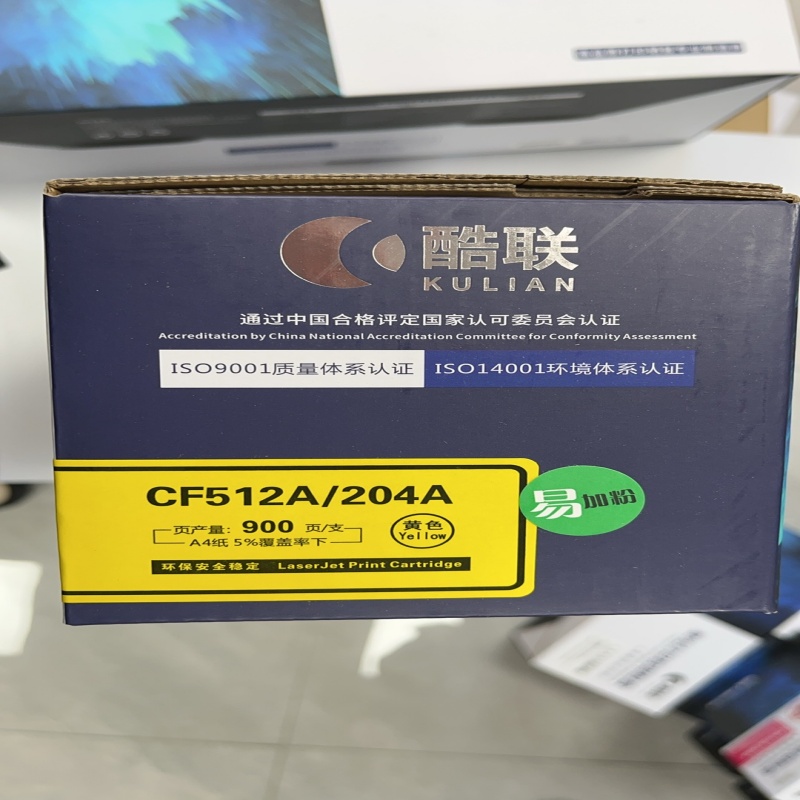 酷联
KULIAN
通过中国合格评定国家认可委员会认证
Accreditation by China National Accreditation Committee for Conformity Assessment
ISO9001质量体系认证 ISO14001环境体系认证
CF512A/204A
页产量: 900 页/支
A4纸 5%覆盖率下
黄色
Yellow
易加粉
环保安全稳定 LaserJet Print Cartridge